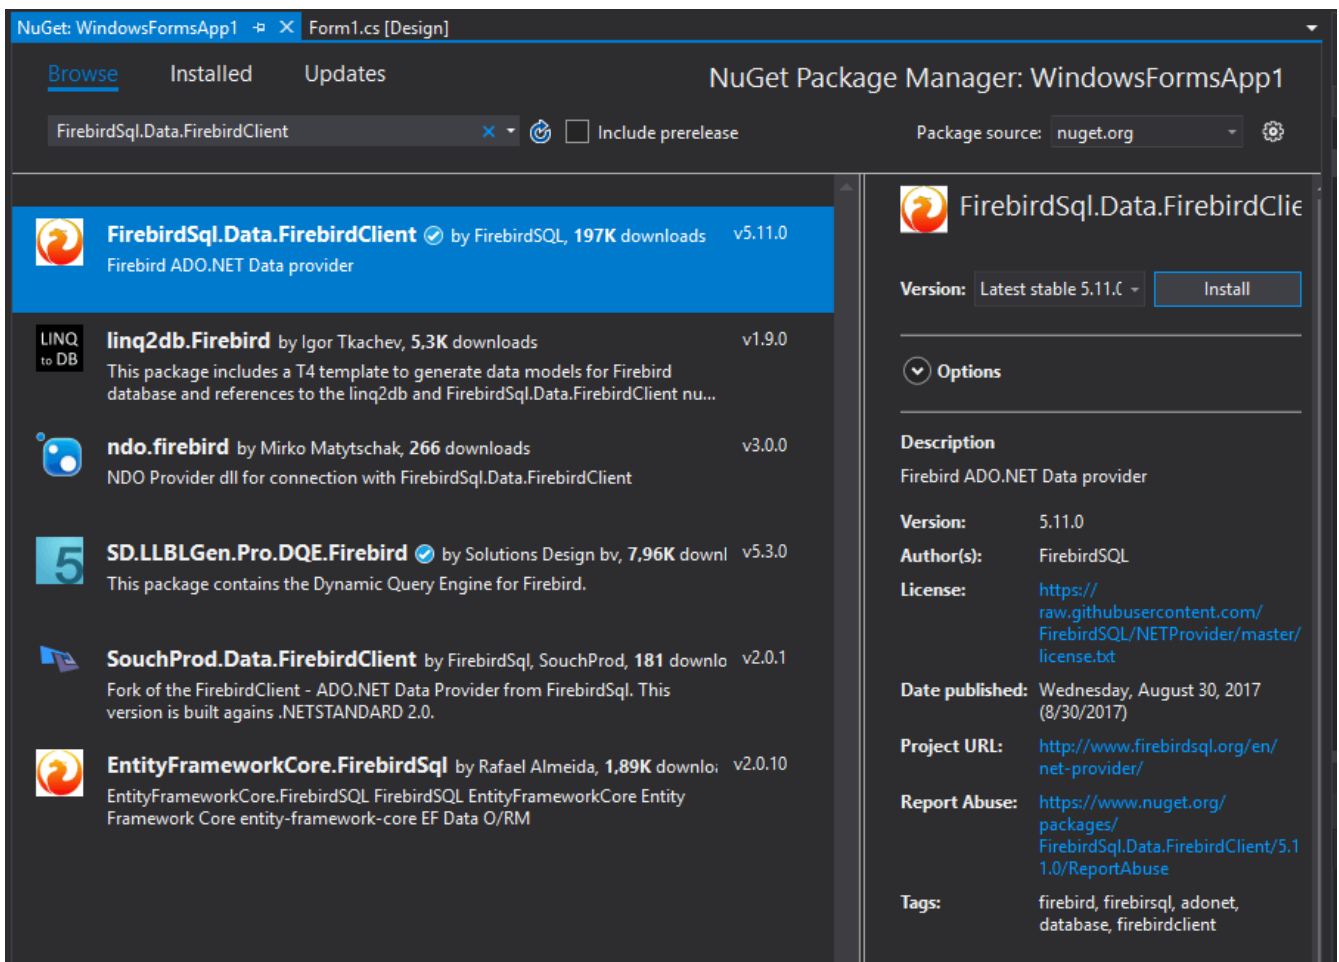 NuGet: WindowsFormsApp1 Form1.cs [Design]
Browse Installed Updates NuGet Package Manager: WindowsFormsApp1
FirebirdSql.Data.FirebirdClient Include prerelease Package source: nuget.org
FirebirdSql.Data.FirebirdClient by FirebirdSQL, 197K downloads v5.11.0
Firebird ADO.NET Data provider
LINQ
to DB
linq2db.Firebird by Igor Tkachev, 5,3K downloads v1.9.0
This package includes a T4 template to generate data models for Firebird
database and references to the linq2db and FirebirdSql.Data.FirebirdClient nu...
ndo.firebird by Mirko Matytschak, 266 downloads v3.0.0
NDO Provider dll for connection with FirebirdSql.Data.FirebirdClient
5
SD.LLBLGen.Pro.DQE.Firebird by Solutions Design bv, 7,96K downl v5.3.0
This package contains the Dynamic Query Engine for Firebird.
SouchProd.Data.FirebirdClient by FirebirdSql, SouchProd, 181 downlo v2.0.1
Fork of the FirebirdClient - ADO.NET Data Provider from FirebirdSql. This
version is built agains .NETSTANDARD 2.0.
EntityFrameworkCore.FirebirdSql by Rafael Almeida, 1,89K downloa v2.0.10
EntityFrameworkCore.FirebirdSQL FirebirdSQL EntityFrameworkCore Entity
Framework Core entity-framework-core EF Data O/RM
FirebirdSql.Data.FirebirdClie
Version: Latest stable 5.11.0 Install
Options
Description
Firebird ADO.NET Data provider
Version: 5.11.0
Author(s): FirebirdSQL
License: https://
raw.githubusercontent.com/
FirebirdSQL/NETProvider/master/
license.txt
Date published: Wednesday, August 30, 2017
(8/30/2017)
Project URL: http://www.firebirdsql.org/en/
net-provider/
Report Abuse: https://www.nuget.org/
packages/
FirebirdSql.Data.FirebirdClient/5.1
1.0/ReportAbuse
Tags: firebird, firebirsql, adonet,
database, firebirdclient